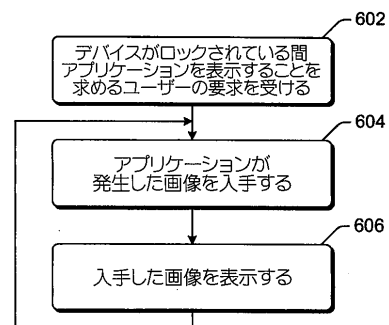 602
デバイスがロックされている間
アプリケーションを表示することを
求めるユーザーの要求を受ける
604
アプリケーションが
発生した画像を入手する
606
入手した画像を表示する